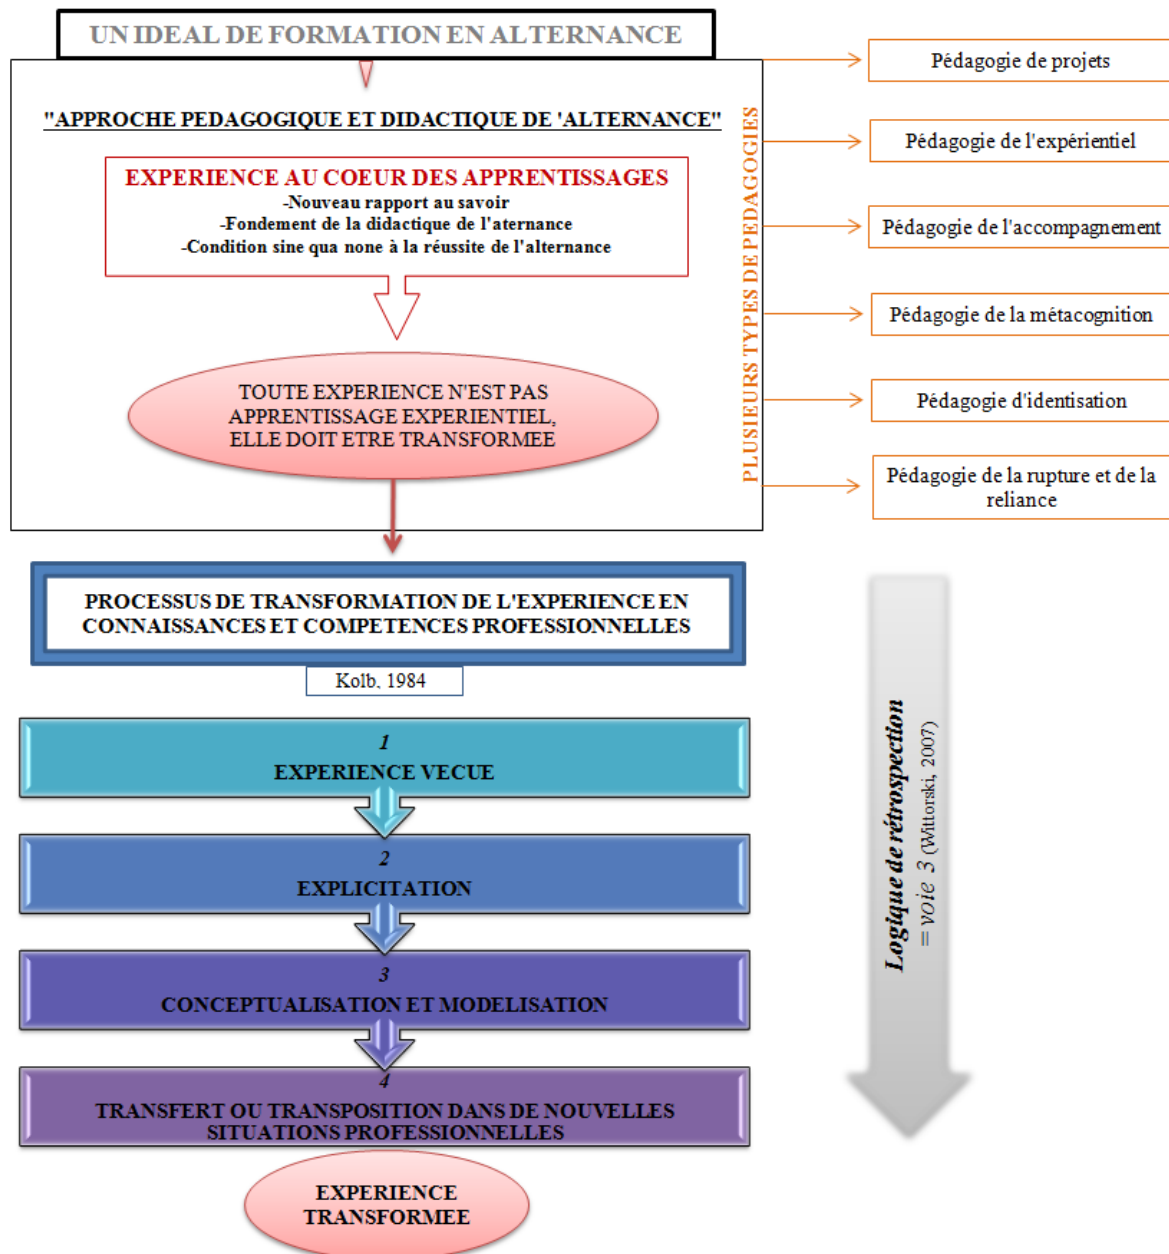 UN IDEAL DE FORMATION EN ALTERNANCE
"APPROCHE PEDAGOGIQUE ET DIDACTIQUE DE 'ALTERNANCE"
EXPERIENCE AU COEUR DES APPRENTISSAGES
-Nouveau rapport au savoir
-Fondement de la didactique de l'aternance
-Condition sine qua none à la réussite de l'alternance
TOUTE EXPERIENCE N'EST PAS
APPRENTISSAGE EXPERIENTIEL,
ELLE DOIT ETRE TRANSFORMEE
PLUSIEURS TYPES DE PEDAGOGIES
Pédagogie de projets
Pédagogie de l'expérientiel
Pédagogie de l'accompagnement
Pédagogie de la métacognition
Pédagogie d'identisation
Pédagogie de la rupture et de la
reliance
PROCESSUS DE TRANSFORMATION DE L'EXPERIENCE EN
CONNAISSANCES ET COMPETENCES PROFESSIONNELLES
Kolb, 1984
1
EXPERIENCE VECUE
2
EXPLICITATION
3
CONCEPTUALISATION ET MODELISATION
4
TRANSFERT OU TRANSPOSITION DANS DE NOUVELLES
SITUATIONS PROFESSIONNELLES
EXPERIENCE
TRANSFORMEE
Logique de rétrospection
= voie 3 (Wittorski, 2007)